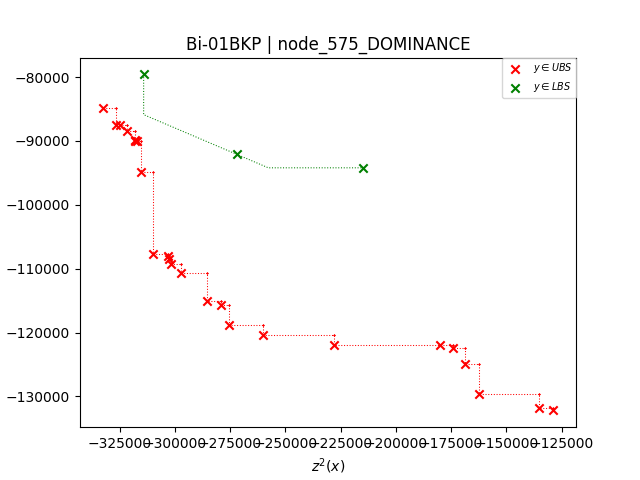 Bi-01BKP | node_575_DOMINANCE
y ∈ UBS
y ∈ LBS
−80000
−90000
−100000
−110000
−120000
−130000
−325000−300000−275000−250000−225000−200000−175000−150000−125000
z²(x)